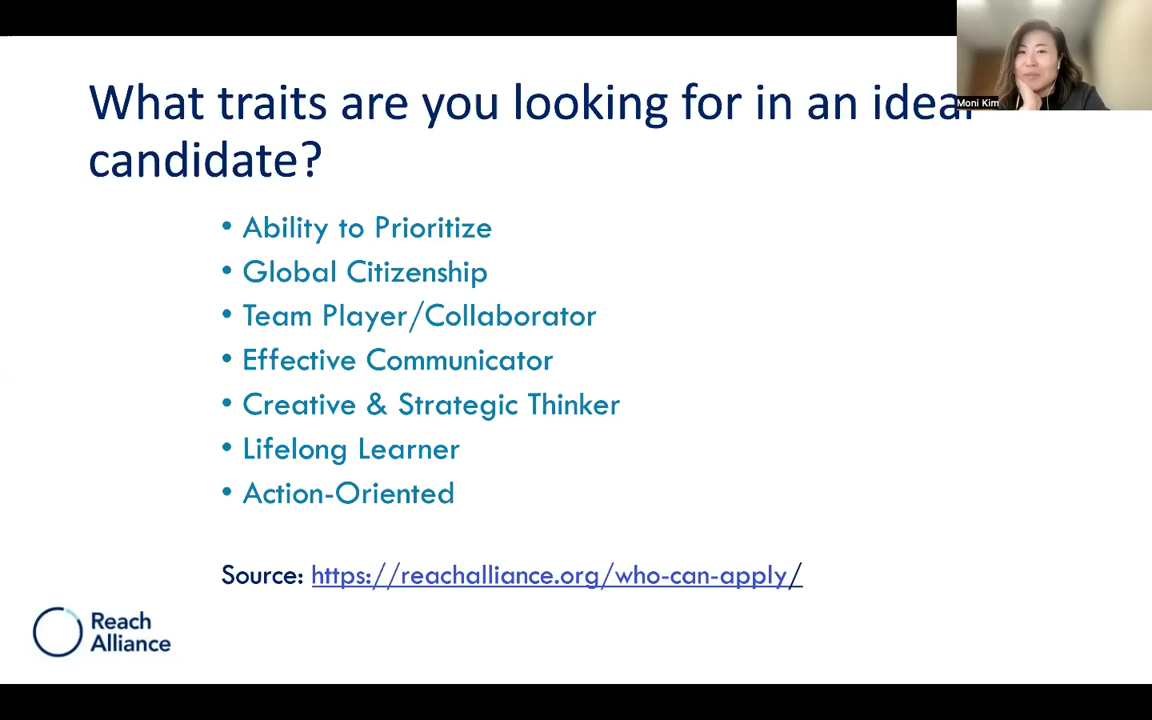 What traits are you looking for in an ideal
candidate?
Moni Kim
• Ability to Prioritize
• Global Citizenship
• Team Player/Collaborator
• Effective Communicator
• Creative & Strategic Thinker
• Lifelong Learner
• Action-Oriented
Source: https://reachalliance.org/who-can-apply/
Reach
Alliance